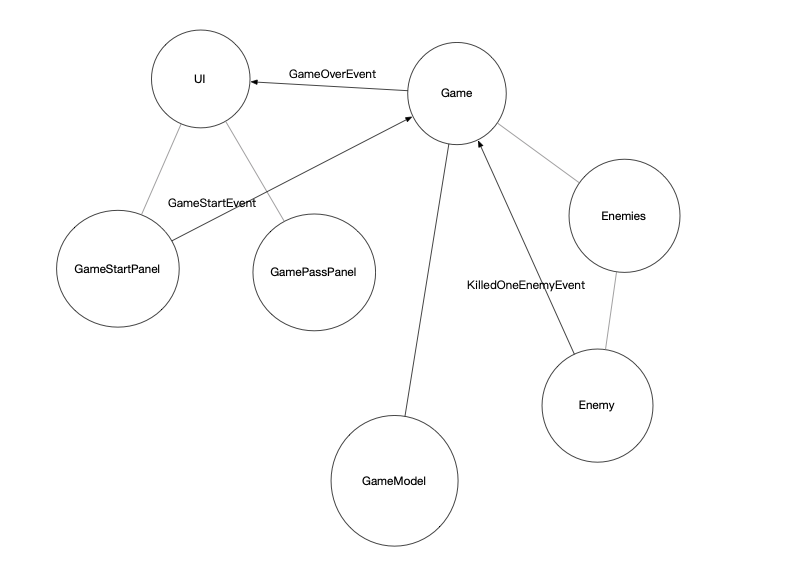 UI
GameOverEvent
Game
GameStartEvent
Enemies
GameStartPanel
GamePassPanel
KilledOneEnemyEvent
Enemy
GameModel